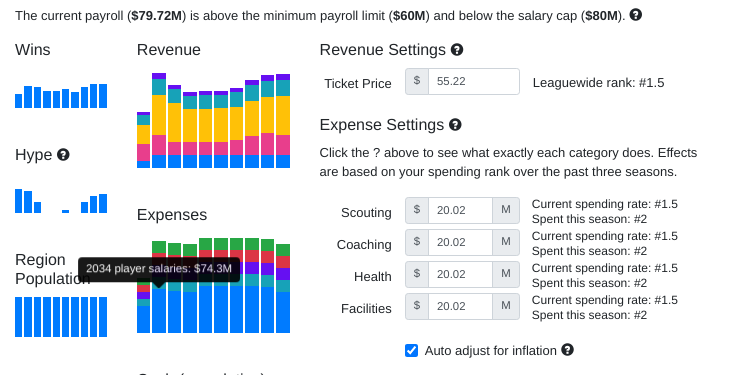 The current payroll ($79.72M) is above the minimum payroll limit ($60M) and below the salary cap ($80M). ?
Wins
Revenue
Revenue Settings ?
Ticket Price $ 55.22 Leaguewide rank: #1.5
Expense Settings ?
Click the ? above to see what exactly each category does. Effects
are based on your spending rank over the past three seasons.
Hype ?
Scouting $ 20.02 M Current spending rate: #1.5
Spent this season: #2
Expenses
Coaching $ 20.02 M Current spending rate: #1.5
Spent this season: #2
Region
Population
2034 player salaries: $74.3M
Health $ 20.02 M Current spending rate: #1.5
Spent this season: #2
Facilities $ 20.02 M Current spending rate: #1.5
Spent this season: #2
Auto adjust for inflation ?